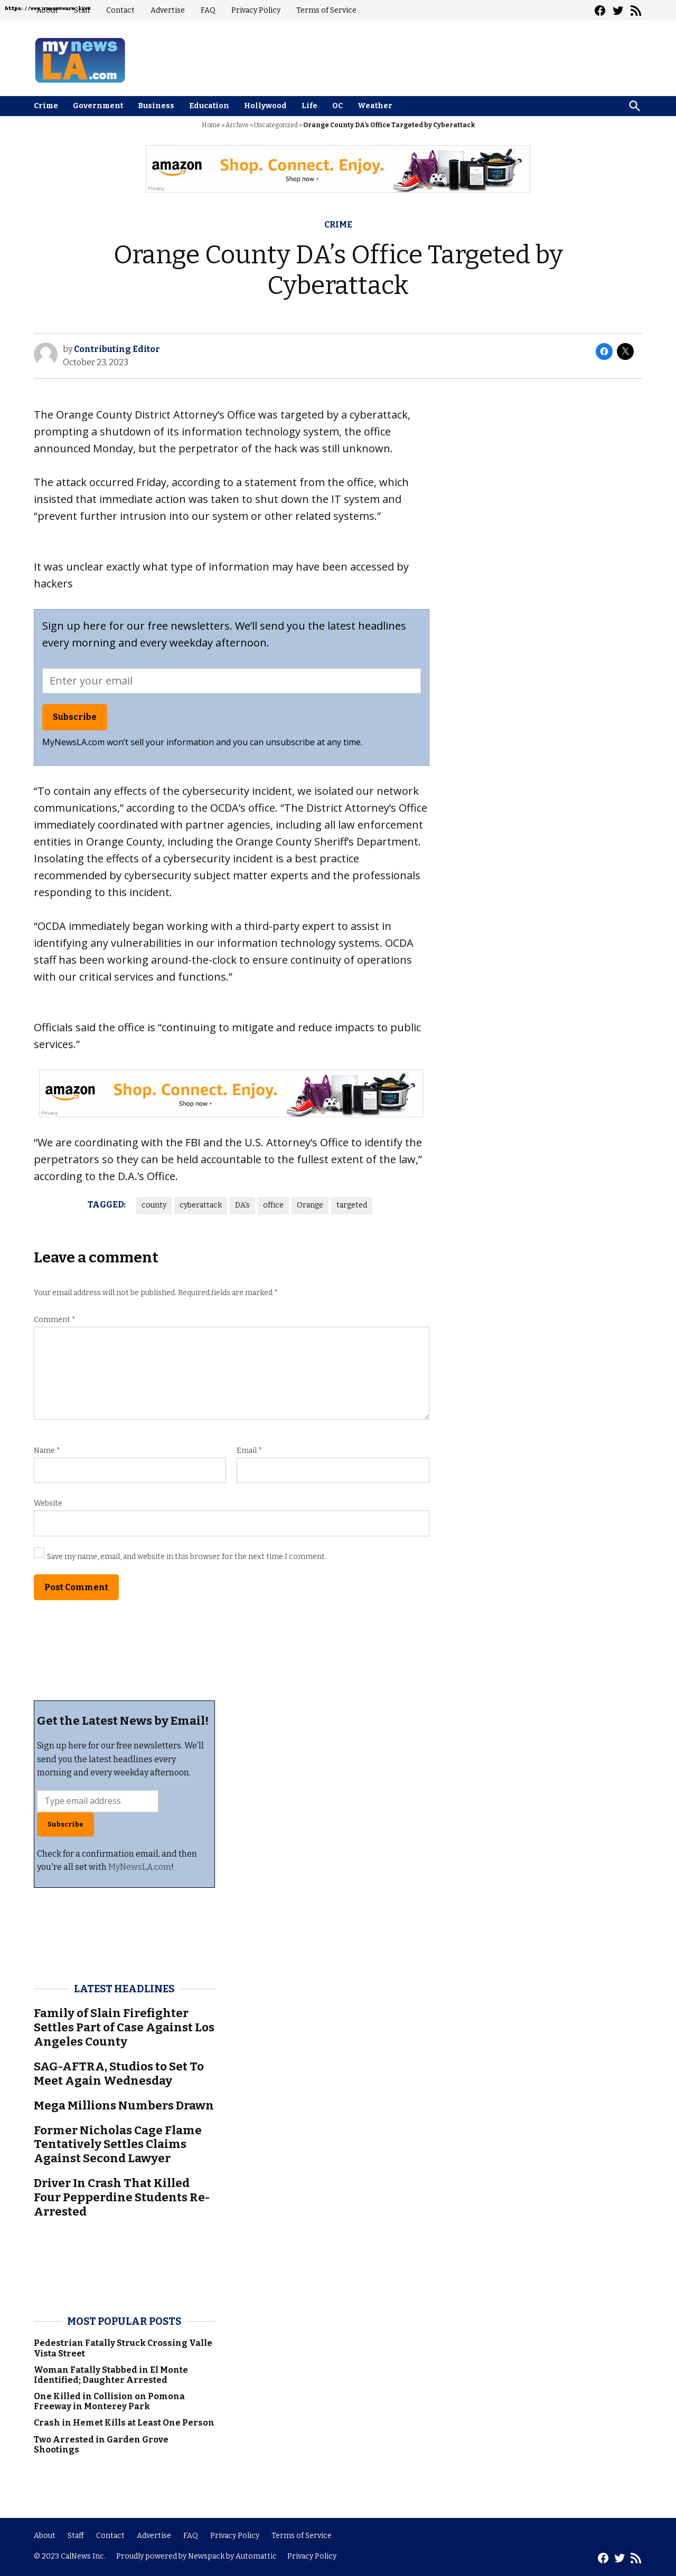 https://www.ransomware.live
About Staff Contact Advertise FAQ Privacy Policy Terms of Service
my
news
LA
.com
Crime Government Business Education Hollywood Life OC Weather
Home » Archive » Uncategorized » Orange County DA’s Office Targeted by Cyberattack
amazon
Shop. Connect. Enjoy.
Shop now
Privacy
CRIME
Orange County DA’s Office Targeted by
Cyberattack
by Contributing Editor
October 23, 2023
The Orange County District Attorney’s Office was targeted by a cyberattack,
prompting a shutdown of its information technology system, the office
announced Monday, but the perpetrator of the hack was still unknown.
The attack occurred Friday, according to a statement from the office, which
insisted that immediate action was taken to shut down the IT system and
“prevent further intrusion into our system or other related systems.”
It was unclear exactly what type of information may have been accessed by
hackers
Sign up here for our free newsletters. We’ll send you the latest headlines
every morning and every weekday afternoon.
Enter your email
Subscribe
MyNewsLA.com won’t sell your information and you can unsubscribe at any time.
“To contain any effects of the cybersecurity incident, we isolated our network
communications,” according to the OCDA’s office. “The District Attorney’s Office
immediately coordinated with partner agencies, including all law enforcement
entities in Orange County, including the Orange County Sheriff’s Department.
Insolating the effects of a cybersecurity incident is a best practice
recommended by cybersecurity subject matter experts and the professionals
responding to this incident.
“OCDA immediately began working with a third-party expert to assist in
identifying any vulnerabilities in our information technology systems. OCDA
staff has been working around-the-clock to ensure continuity of operations
with our critical services and functions.”
Officials said the office is “continuing to mitigate and reduce impacts to public
services.”
amazon
Shop. Connect. Enjoy.
Shop now
Privacy
“We are coordinating with the FBI and the U.S. Attorney’s Office to identify the
perpetrators so they can be held accountable to the fullest extent of the law,”
according to the D.A.’s Office.
TAGGED: county cyberattack DA's office Orange targeted
Leave a comment
Your email address will not be published. Required fields are marked *
Comment *
Name * Email *
Website
Save my name, email, and website in this browser for the next time I comment.
Post Comment
Get the Latest News by Email!
Sign up here for our free newsletters. We’ll
send you the latest headlines every
morning and every weekday afternoon.
Type email address
Subscribe
Check for a confirmation email, and then
you're all set with MyNewsLA.com!
LATEST HEADLINES
Family of Slain Firefighter
Settles Part of Case Against Los
Angeles County
SAG-AFTRA, Studios to Set To
Meet Again Wednesday
Mega Millions Numbers Drawn
Former Nicholas Cage Flame
Tentatively Settles Claims
Against Second Lawyer
Driver In Crash That Killed
Four Pepperdine Students Re-
Arrested
MOST POPULAR POSTS
Pedestrian Fatally Struck Crossing Valle
Vista Street
Woman Fatally Stabbed in El Monte
Identified; Daughter Arrested
One Killed in Collision on Pomona
Freeway in Monterey Park
Crash in Hemet Kills at Least One Person
Two Arrested in Garden Grove
Shootings
About Staff Contact Advertise FAQ Privacy Policy Terms of Service
© 2023 CalNews Inc. Proudly powered by Newspack by Automattic Privacy Policy